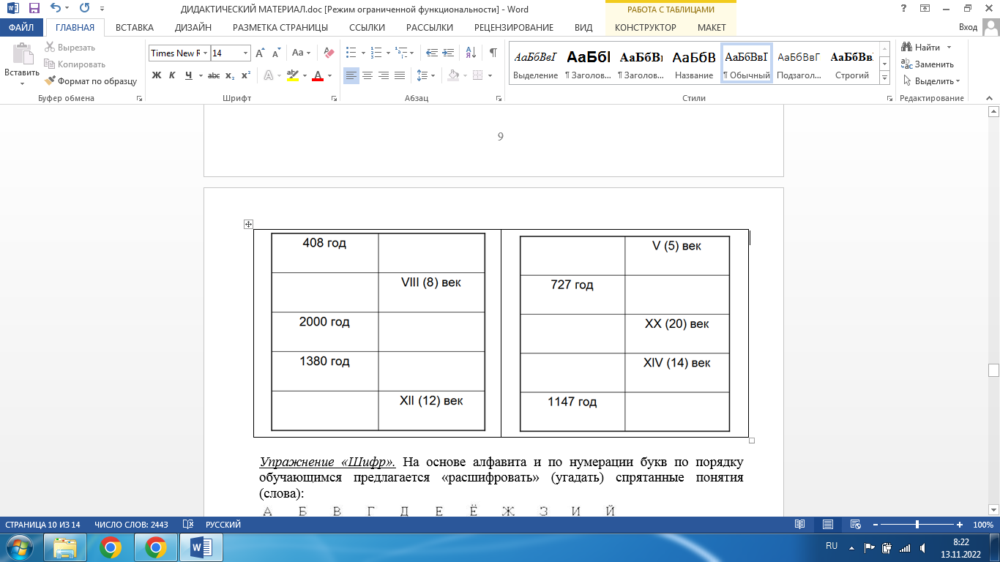 ДИДАКТИЧЕСКИЙ МАТЕРИАЛ.doc [Режим ограниченной функциональности] - Word
РАБОТА С ТАБЛИЦАМИ
ФАЙЛ ГЛАВНАЯ ВСТАВКА ДИЗАЙН РАЗМЕТКА СТРАНИЦЫ ССЫЛКИ РАССЫЛКИ РЕЦЕНЗИРОВАНИЕ ВИД КОНСТРУКТОР МАКЕТ Вход
Вставить
Вырезать
Копировать
Формат по образцу
Буфер обмена
Times New R 14
Aa
Ж К Ч abc x₂ x²
Шрифт
Абзац
АаБбВвГ АаБбІ АаБбВı АаБбВ АаБбВвГ АаБбВвГ АаБбВвІ
Выделение ¶ Заголов... ¶ Заголов... Название ¶ Обычный Подзагол... Строгий
Стили
Найти
Заменить
Выделить
Редактирование
9
408 год
VIII (8) век
2000 год
1380 год
XII (12) век
V (5) век
727 год
XX (20) век
XIV (14) век
1147 год
Упражнение «Шифр». На основе алфавита и по нумерации букв по порядку
обучающимся предлагается «расшифровать» (угадать) спрятанные понятия
(слова):
А Б В Г Д Е Ё Ж З И Й
СТРАНИЦА 10 ИЗ 14 ЧИСЛО СЛОВ: 2443 РУССКИЙ 100%
RU 8:22
13.11.2022